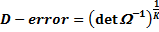 D − error = (det Ω⁻¹)^(1/K)